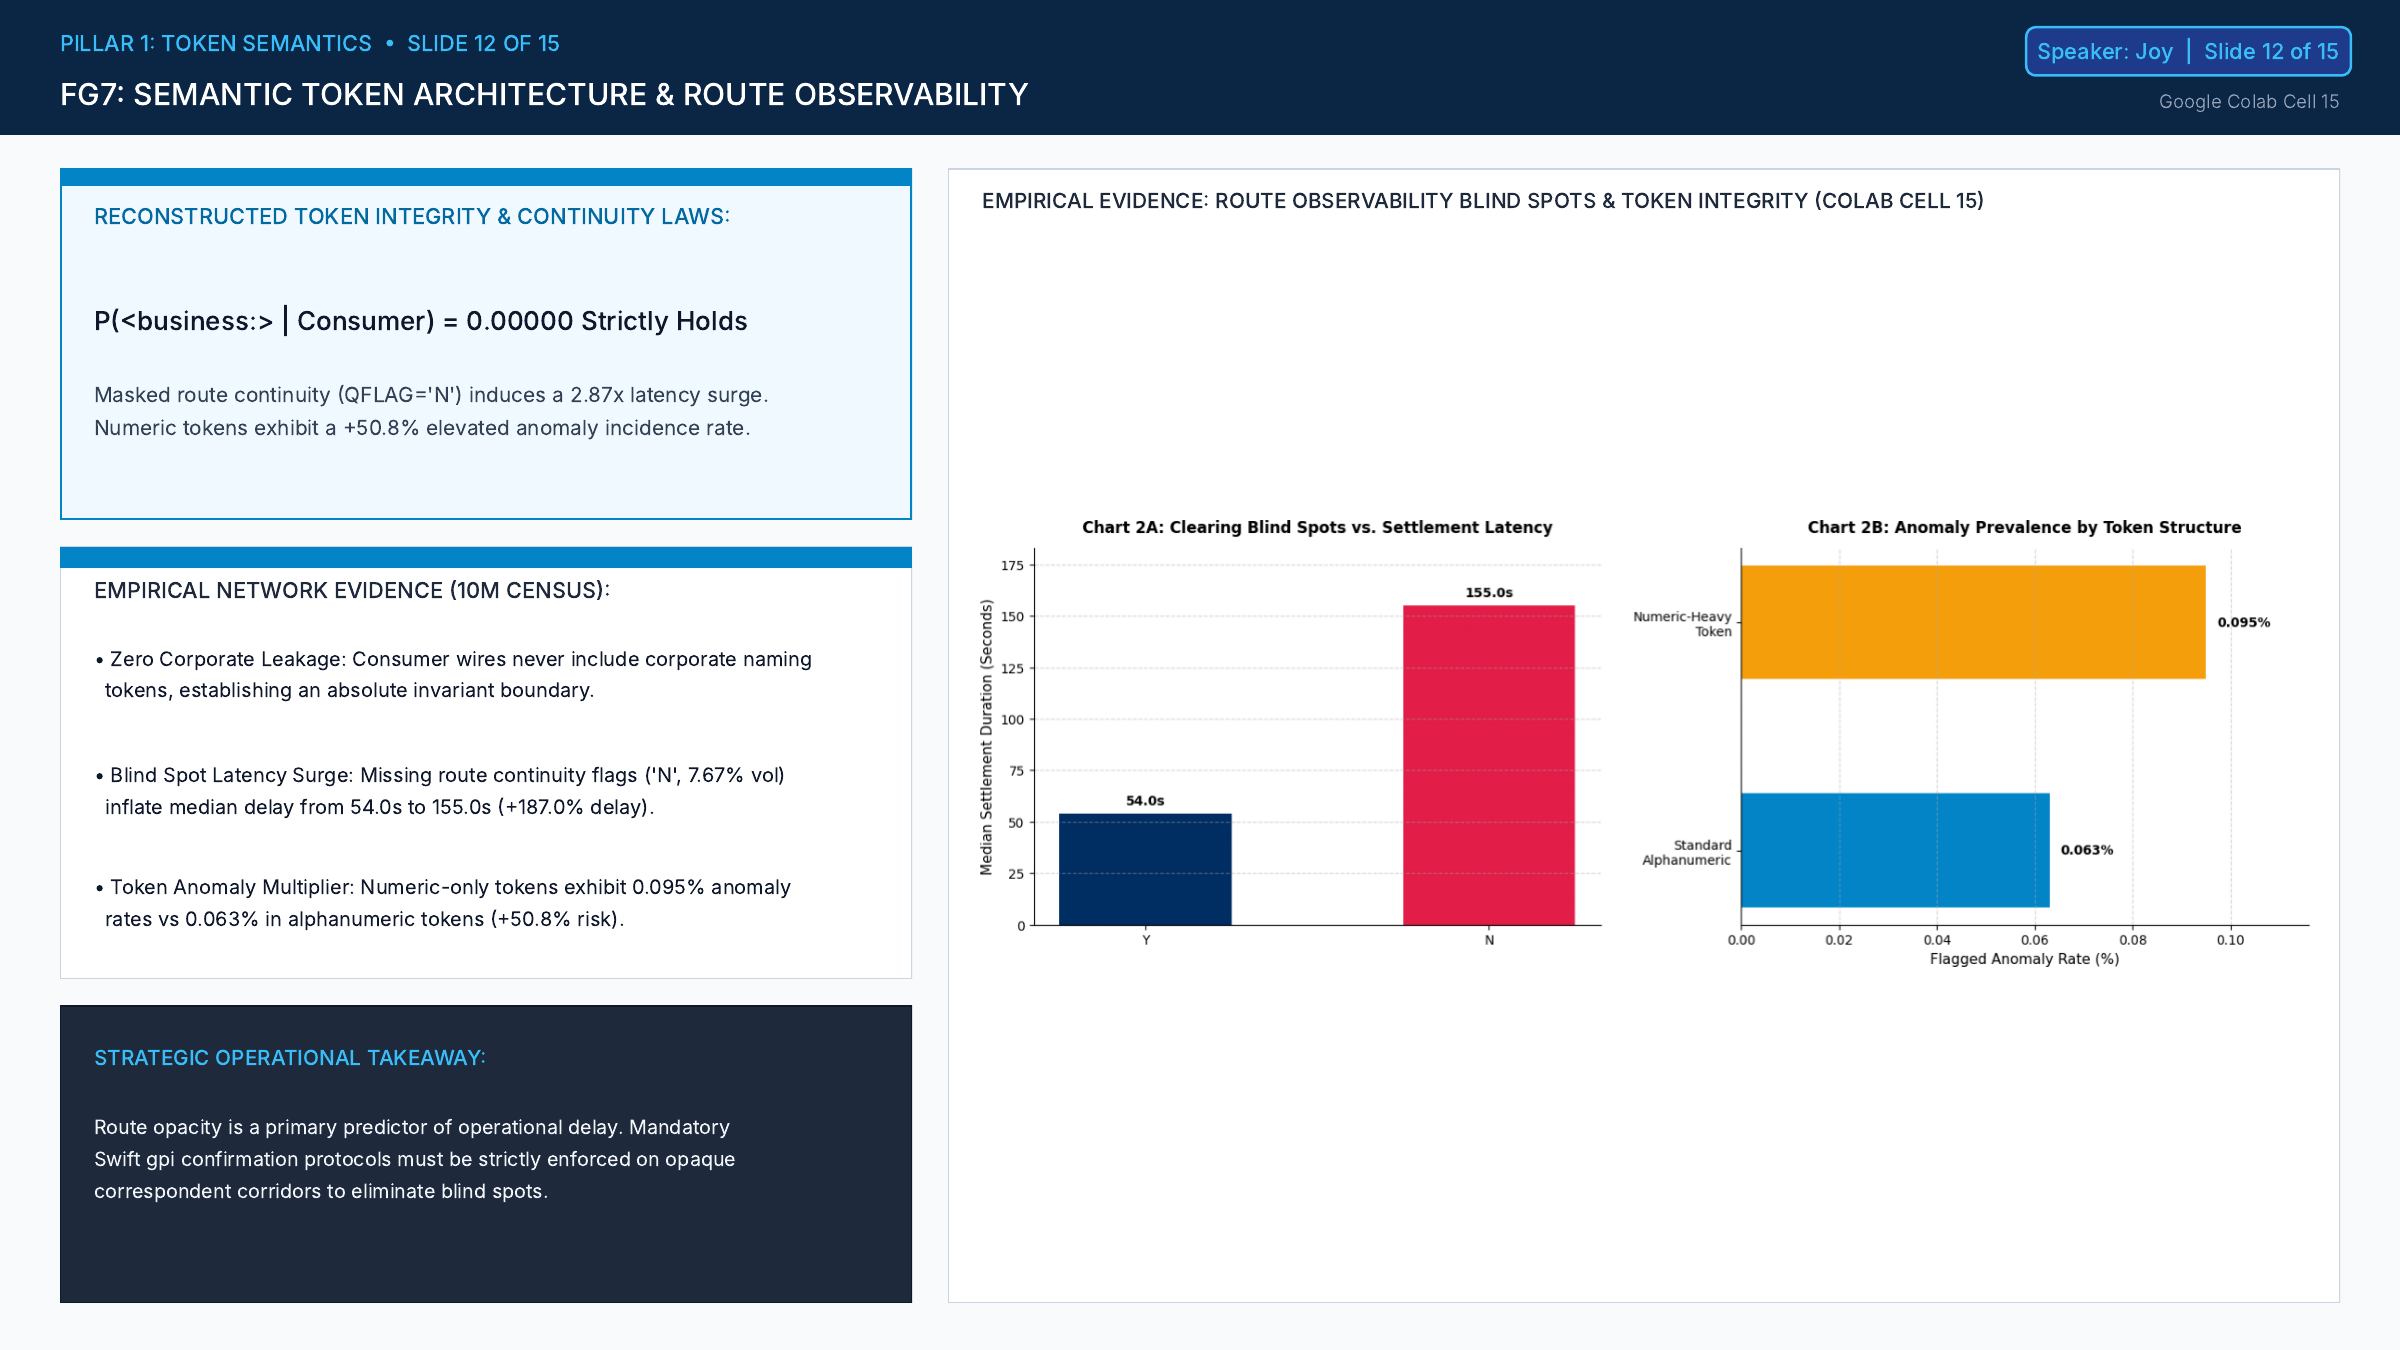 PILLAR 1: TOKEN SEMANTICS • SLIDE 12 OF 15
FG7: SEMANTIC TOKEN ARCHITECTURE & ROUTE OBSERVABILITY
Speaker: Joy | Slide 12 of 15
Google Colab Cell 15
RECONSTRUCTED TOKEN INTEGRITY & CONTINUITY LAWS:
P(<business:> | Consumer) = 0.00000 Strictly Holds
Masked route continuity (QFLAG='N') induces a 2.87x latency surge.
Numeric tokens exhibit a +50.8% elevated anomaly incidence rate.
EMPIRICAL NETWORK EVIDENCE (10M CENSUS):
• Zero Corporate Leakage: Consumer wires never include corporate naming
tokens, establishing an absolute invariant boundary.
• Blind Spot Latency Surge: Missing route continuity flags ('N', 7.67% vol)
inflate median delay from 54.0s to 155.0s (+187.0% delay).
• Token Anomaly Multiplier: Numeric-only tokens exhibit 0.095% anomaly
rates vs 0.063% in alphanumeric tokens (+50.8% risk).
STRATEGIC OPERATIONAL TAKEAWAY:
Route opacity is a primary predictor of operational delay. Mandatory
Swift gpi confirmation protocols must be strictly enforced on opaque
correspondent corridors to eliminate blind spots.
EMPIRICAL EVIDENCE: ROUTE OBSERVABILITY BLIND SPOTS & TOKEN INTEGRITY (COLAB CELL 15)
Chart 2A: Clearing Blind Spots vs. Settlement Latency
Median Settlement Duration (Seconds)
175
150
125
100
75
50
25
0
54.0s
155.0s
Y
N
Chart 2B: Anomaly Prevalence by Token Structure
Numeric-Heavy
Token
0.095%
Standard
Alphanumeric
0.063%
0.00
0.02
0.04
0.06
0.08
0.10
Flagged Anomaly Rate (%)